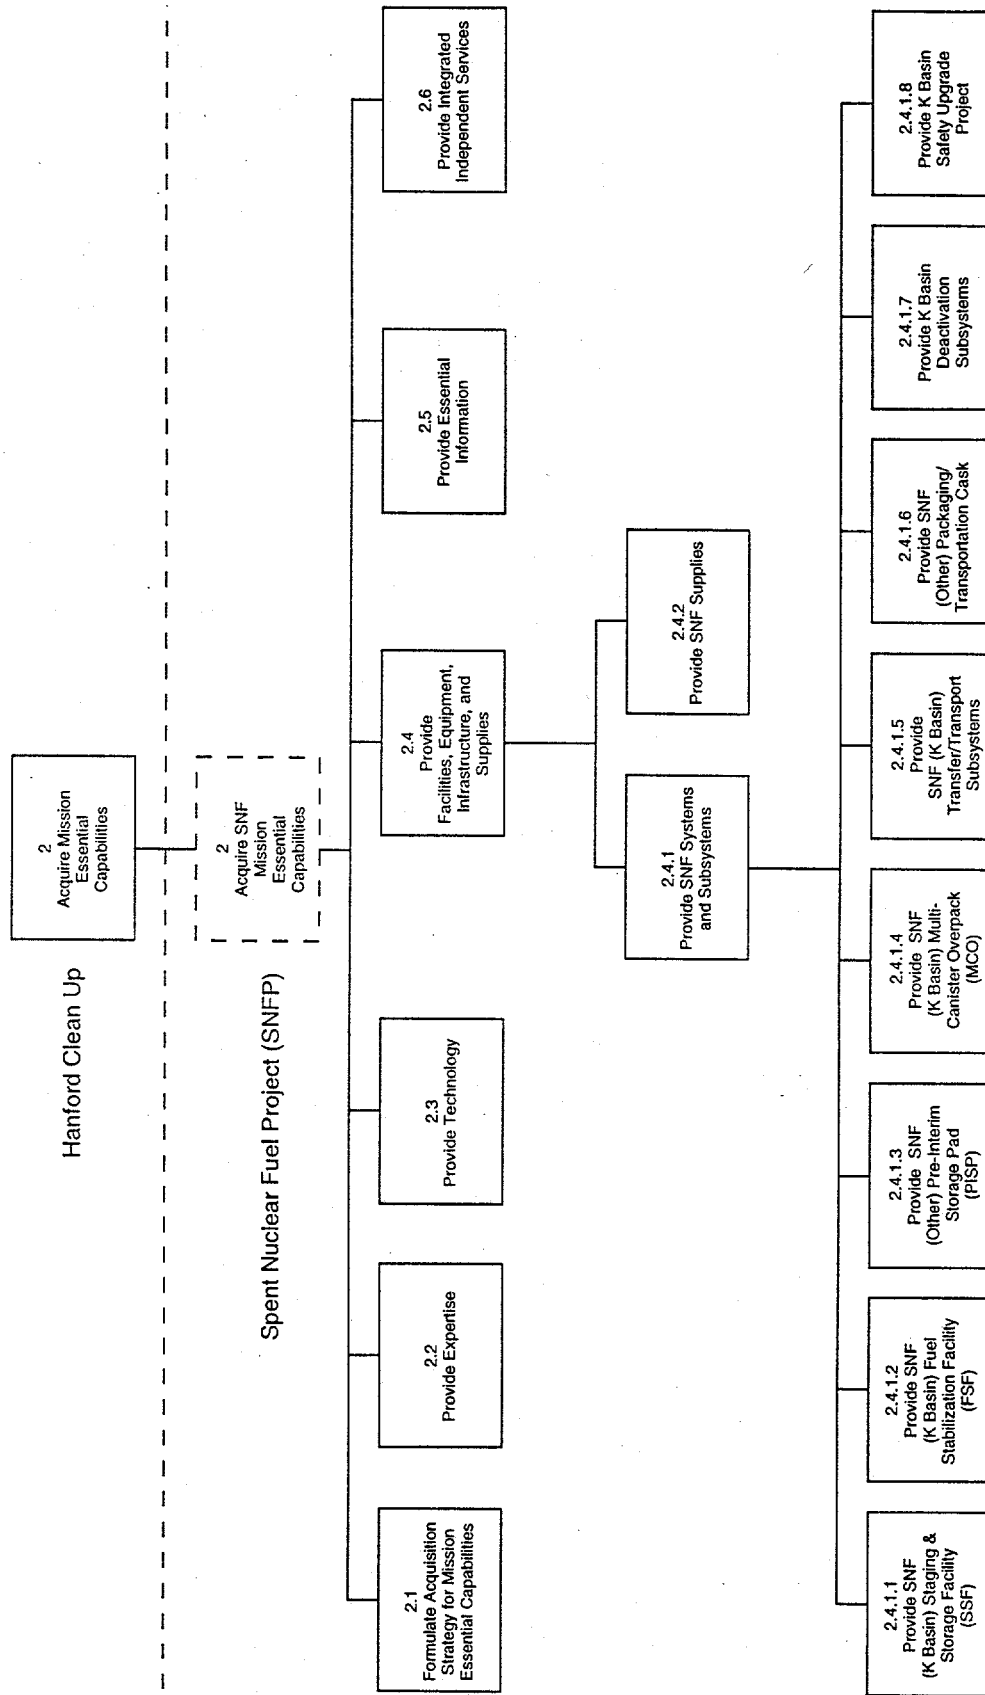 Hanford Clean Up
2
Acquire Mission
Essential
Capabilities
Spent Nuclear Fuel Project (SNFP)
2
Acquire SNF
Mission
Essential
Capabilities
2.1
Formulate Acquisition
Strategy for Mission
Essential Capabilities
2.2
Provide Expertise
2.3
Provide Technology
2.4
Provide
Facilities, Equipment,
Infrastructure, and
Supplies
2.5
Provide Essential
Information
2.6
Provide Integrated
Independent Services
2.4.1
Provide SNF Systems
and Subsystems
2.4.2
Provide SNF Supplies
2.4.1.1
Provide SNF
(K Basin) Staging &
Storage Facility
(SSF)
2.4.1.2
Provide SNF
(K Basin) Fuel
Stabilization Facility
(FSF)
2.4.1.3
Provide SNF
(Other) Pre-Interim
Storage Pad
(PISP)
2.4.1.4
Provide SNF
(K Basin) Multi-
Canister Overpack
(MCO)
2.4.1.5
Provide
SNF (K Basin)
Transfer/Transport
Subsystems
2.4.1.6
Provide SNF
(Other) Packaging/
Transportation Cask
2.4.1.7
Provide K Basin
Deactivation
Subsystems
2.4.1.8
Provide K Basin
Safety Upgrade
Project